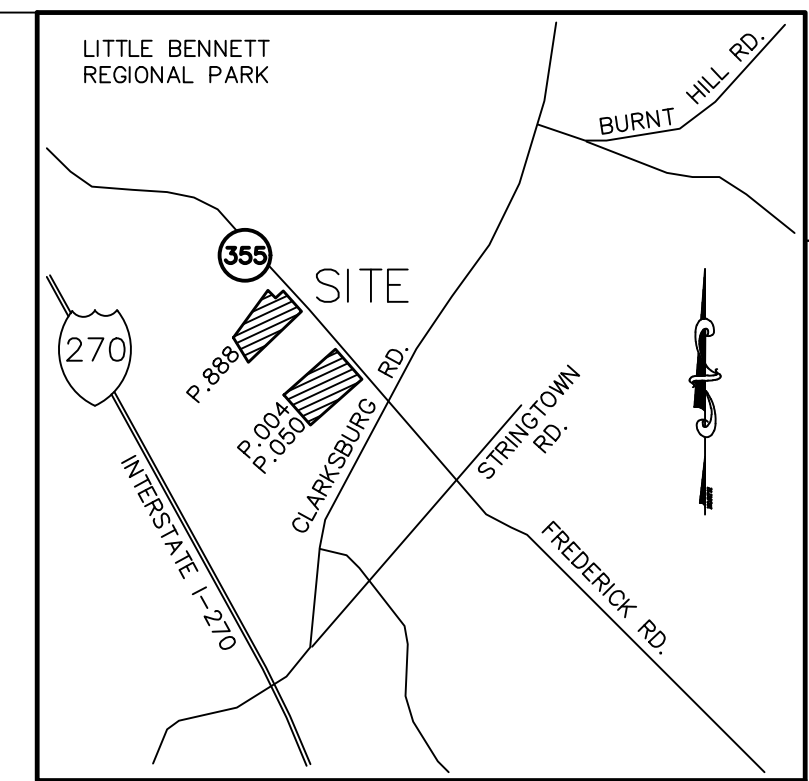 LITTLE BENNETT
REGIONAL PARK
BURNT HILL RD.
355
SITE
270
P.888
P.004
P.050
CLARKSBURG RD.
STRINGTOWN
RD.
INTERSTATE I-270
FREDERICK RD.